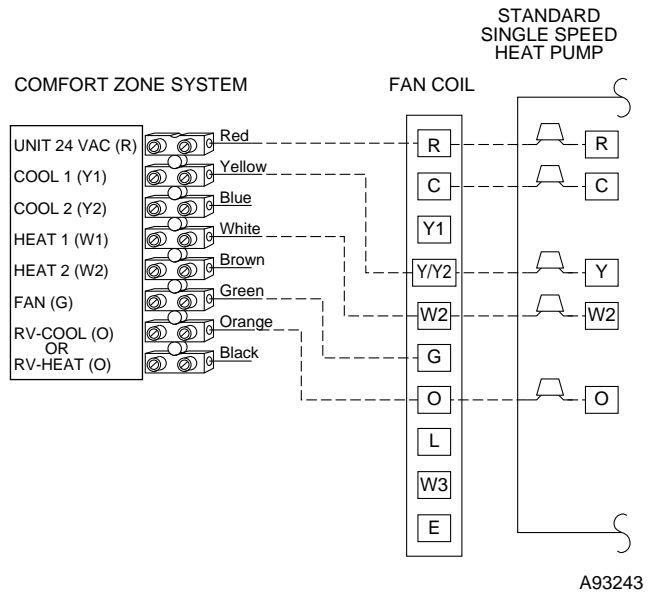 STANDARD
SINGLE SPEED
HEAT PUMP
COMFORT ZONE SYSTEM
FAN COIL
UNIT 24 VAC (R)
Red
R
R
COOL 1 (Y1)
Yellow
C
C
COOL 2 (Y2)
Blue
Y1
HEAT 1 (W1)
White
HEAT 2 (W2)
Brown
Y/Y2
Y
FAN (G)
Green
W2
W2
RV-COOL (O)
Orange
OR
RV-HEAT (O)
Black
G
O
O
L
W3
E
A93243